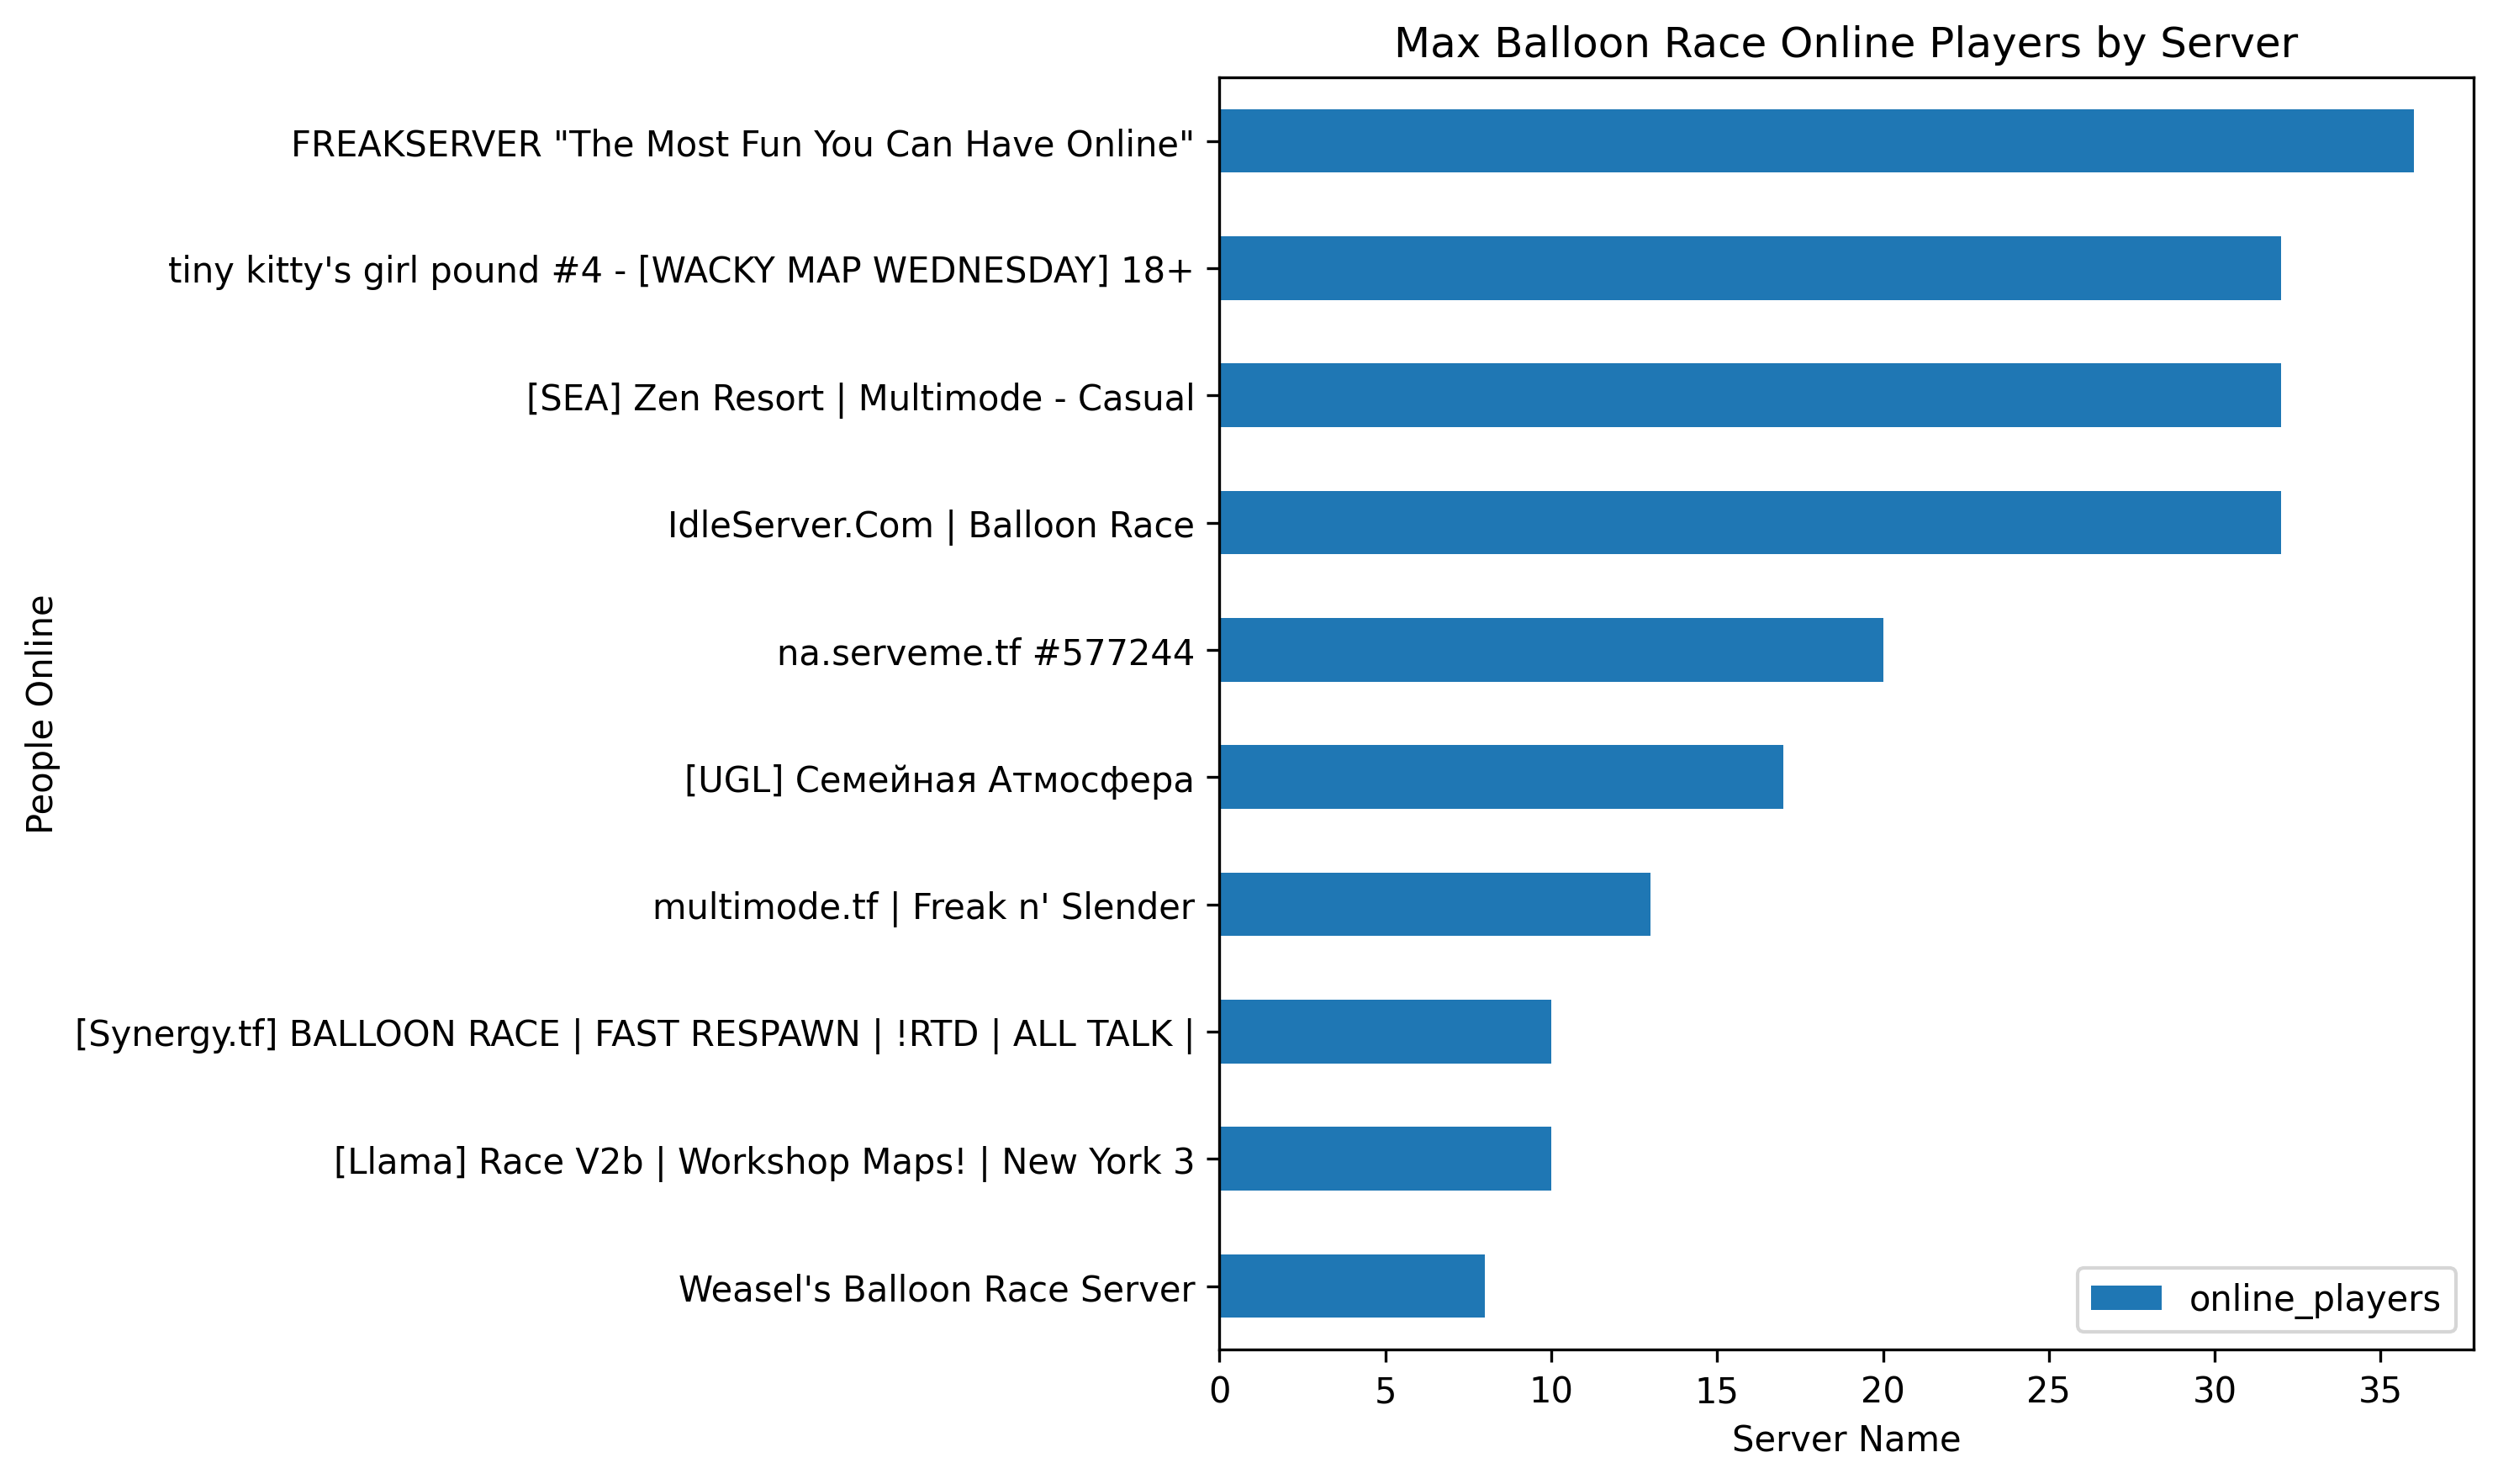 Max Balloon Race Online Players by Server
FREAKSERVER "The Most Fun You Can Have Online"
tiny kitty's girl pound #4 - [WACKY MAP WEDNESDAY] 18+
[SEA] Zen Resort | Multimode - Casual
IdleServer.Com | Balloon Race
na.serveme.tf #577244
[UGL] Семейная Атмосфера
multimode.tf | Freak n' Slender
[Synergy.tf] BALLOON RACE | FAST RESPAWN | !RTD | ALL TALK |
[Llama] Race V2b | Workshop Maps! | New York 3
Weasel's Balloon Race Server
People Online
online_players
0 5 10 15 20 25 30 35
Server Name